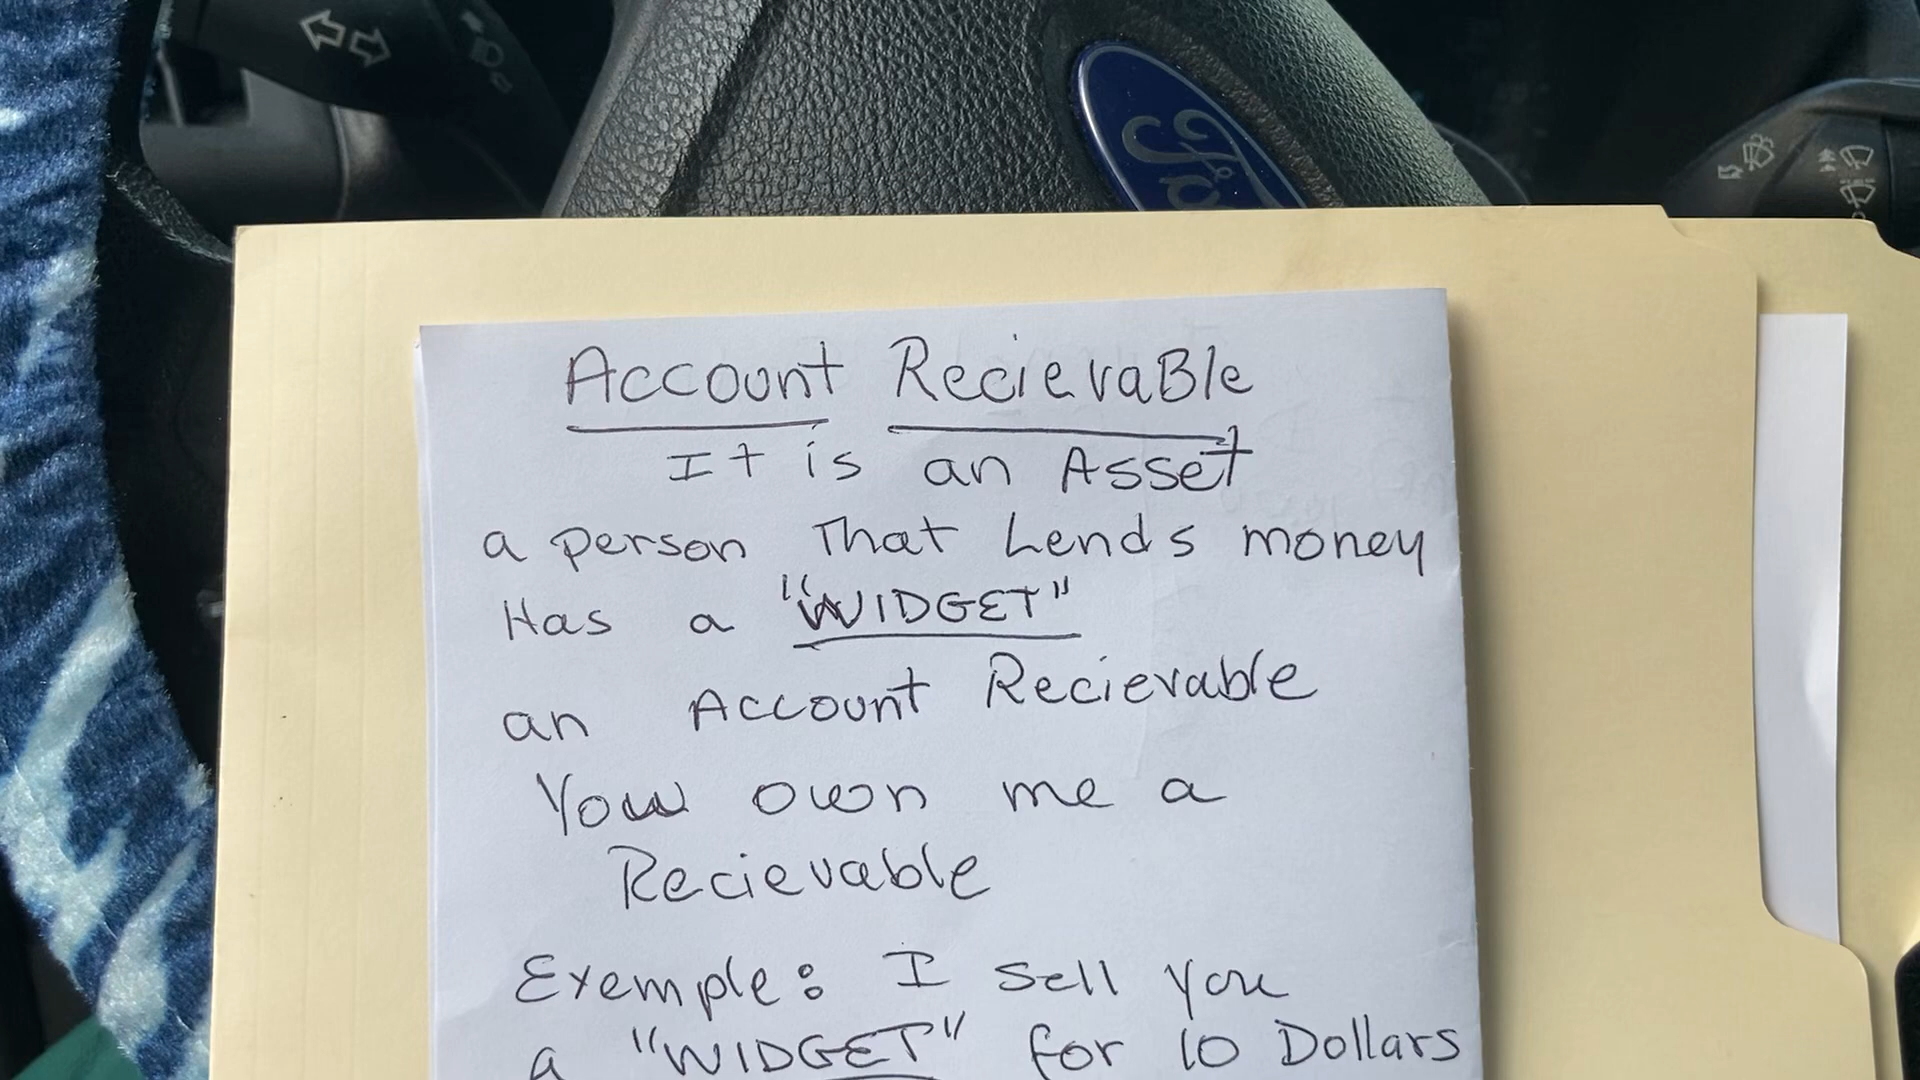 Ford
Account RecievaBle
It is an Asset
a person That Lends money
Has a "WIDGET"
an Account Recievable
You own me a
Recievable
Exemple: I sell you
a "WIDGET" for 10 Dollars